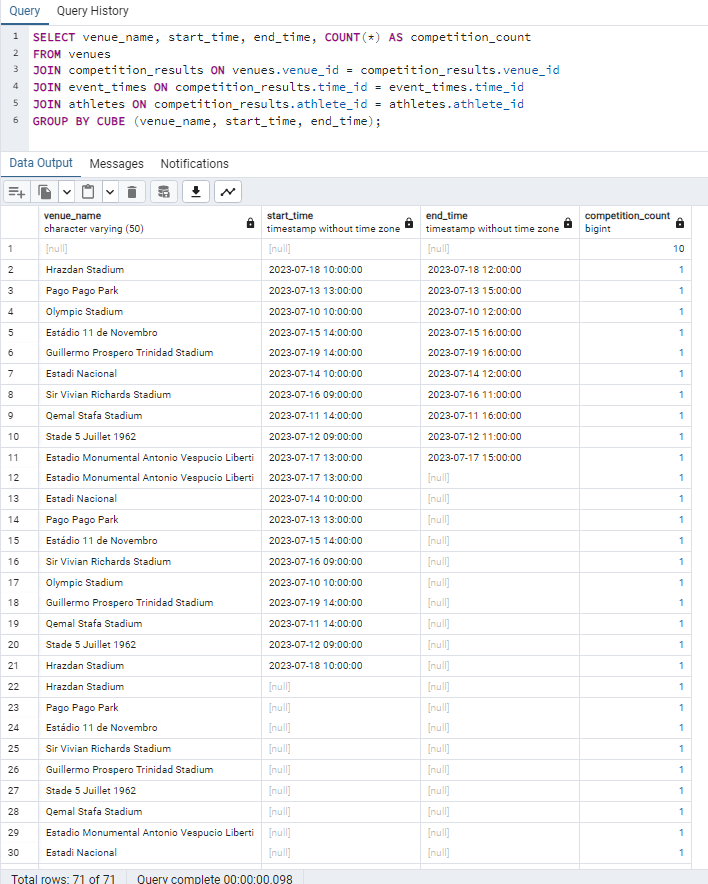 Query Query History
1 SELECT venue_name, start_time, end_time, COUNT(*) AS competition_count
2 FROM venues
3 JOIN competition_results ON venues.venue_id = competition_results.venue_id
4 JOIN event_times ON competition_results.time_id = event_times.time_id
5 JOIN athletes ON competition_results.athlete_id = athletes.athlete_id
6 GROUP BY CUBE (venue_name, start_time, end_time);
Data Output Messages Notifications
venue_name start_time end_time competition_count
character varying (50) timestamp without time zone timestamp without time zone bigint
1 [null] [null] [null] 10
2 Hrazdan Stadium 2023-07-18 10:00:00 2023-07-18 12:00:00 1
3 Pago Pago Park 2023-07-13 13:00:00 2023-07-13 15:00:00 1
4 Olympic Stadium 2023-07-10 10:00:00 2023-07-10 12:00:00 1
5 Estádio 11 de Novembro 2023-07-15 14:00:00 2023-07-15 16:00:00 1
6 Guillermo Prospero Trinidad Stadium 2023-07-19 14:00:00 2023-07-19 16:00:00 1
7 Estadi Nacional 2023-07-14 10:00:00 2023-07-14 12:00:00 1
8 Sir Vivian Richards Stadium 2023-07-16 09:00:00 2023-07-16 11:00:00 1
9 Qemal Stafa Stadium 2023-07-11 14:00:00 2023-07-11 16:00:00 1
10 Stade 5 Juillet 1962 2023-07-12 09:00:00 2023-07-12 11:00:00 1
11 Estadio Monumental Antonio Vespucio Liberti 2023-07-17 13:00:00 2023-07-17 15:00:00 1
12 Estadio Monumental Antonio Vespucio Liberti 2023-07-17 13:00:00 [null] 1
13 Estadi Nacional 2023-07-14 10:00:00 [null] 1
14 Pago Pago Park 2023-07-13 13:00:00 [null] 1
15 Estádio 11 de Novembro 2023-07-15 14:00:00 [null] 1
16 Sir Vivian Richards Stadium 2023-07-16 09:00:00 [null] 1
17 Olympic Stadium 2023-07-10 10:00:00 [null] 1
18 Guillermo Prospero Trinidad Stadium 2023-07-19 14:00:00 [null] 1
19 Qemal Stafa Stadium 2023-07-11 14:00:00 [null] 1
20 Stade 5 Juillet 1962 2023-07-12 09:00:00 [null] 1
21 Hrazdan Stadium 2023-07-18 10:00:00 [null] 1
22 Hrazdan Stadium [null] [null] 1
23 Pago Pago Park [null] [null] 1
24 Estádio 11 de Novembro [null] [null] 1
25 Sir Vivian Richards Stadium [null] [null] 1
26 Guillermo Prospero Trinidad Stadium [null] [null] 1
27 Stade 5 Juillet 1962 [null] [null] 1
28 Qemal Stafa Stadium [null] [null] 1
29 Estadio Monumental Antonio Vespucio Liberti [null] [null] 1
30 Estadi Nacional [null] [null] 1
Total rows: 71 of 71 Query complete 00:00:00.098